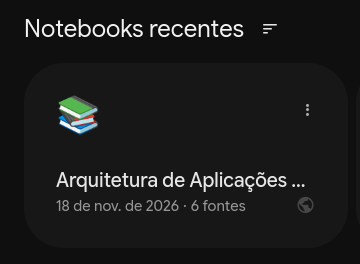 Notebooks recentes
Arquitetura de Aplicações ...
18 de nov. de 2026 · 6 fontes